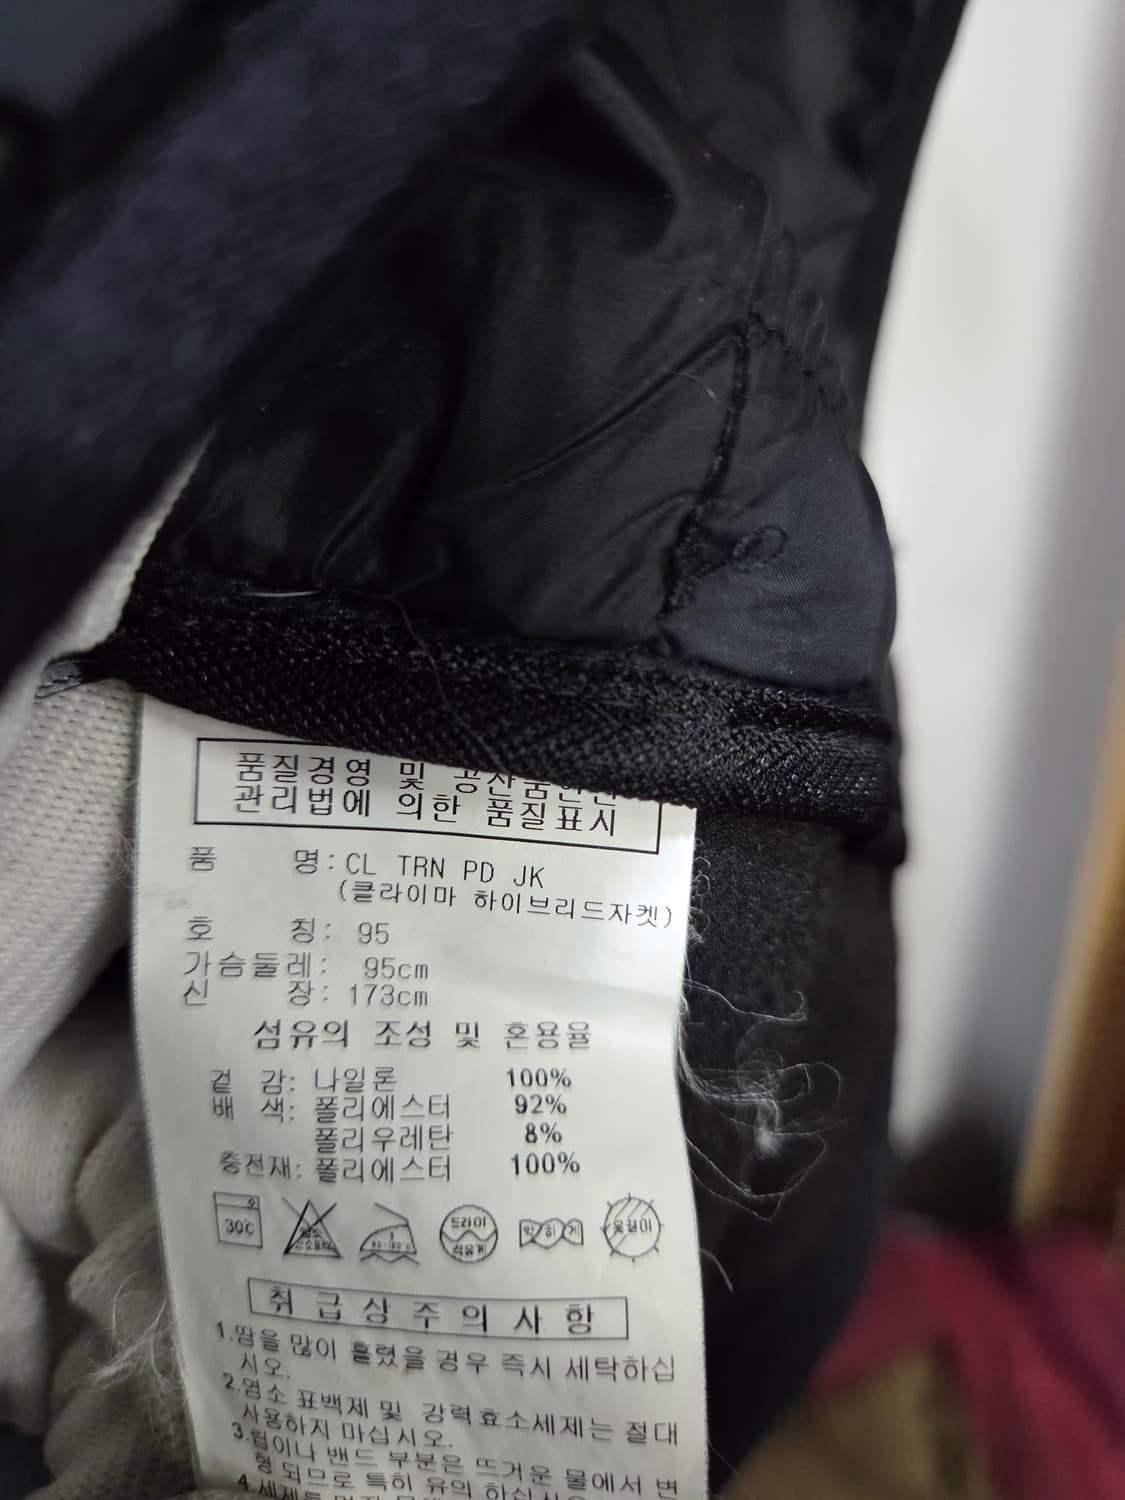 품질경영 및 공산품안전
관리법에 의한 품질표시
품 명: CL TRN PD JK
(클라이마 하이브리드자켓)
호 칭: 95
가슴둘레: 95cm
신 장: 173cm
섬유의 조성 및 혼용율
겉 감: 나일론 100%
배 색: 폴리에스터 92%
폴리우레탄 8%
충전재: 폴리에스터 100%
30℃ 드라이 약하게 옷걸이
석유계
취급상주의사항
1.땀을 많이 흘렸을 경우 즉시 세탁하십
시오.
2.염소 표백제 및 강력효소세제는 절대
사용하지 마십시오.
3.립이나 밴드 부분은 뜨거운 물에서 변
형 되므로 특히 유의 하십시오
4.세제를